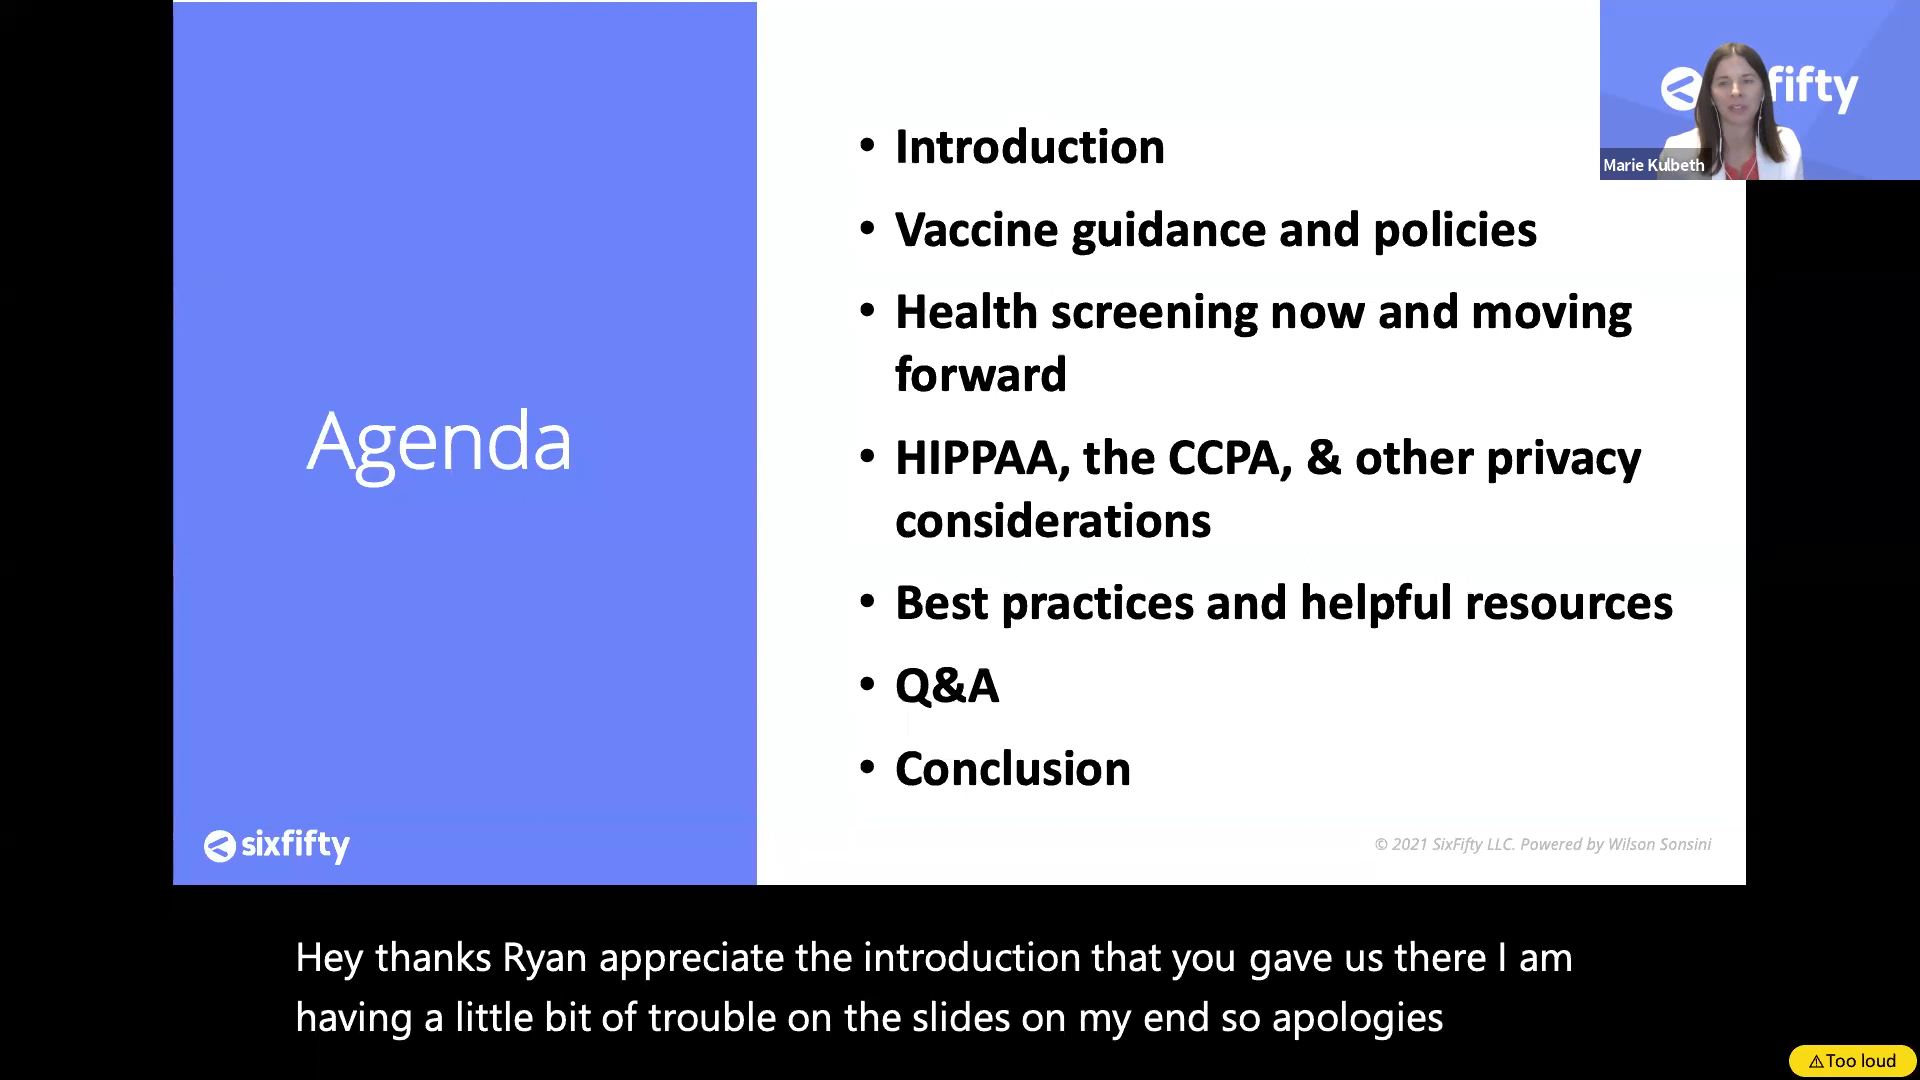 Agenda
• Introduction
• Vaccine guidance and policies
• Health screening now and moving
forward
• HIPPAA, the CCPA, & other privacy
considerations
• Best practices and helpful resources
• Q&A
• Conclusion
sixfifty
© 2021 SixFifty LLC. Powered by Wilson Sonsini
fifty
Marie Kulbeth
Hey thanks Ryan appreciate the introduction that you gave us there I am
having a little bit of trouble on the slides on my end so apologies
⚠Too loud